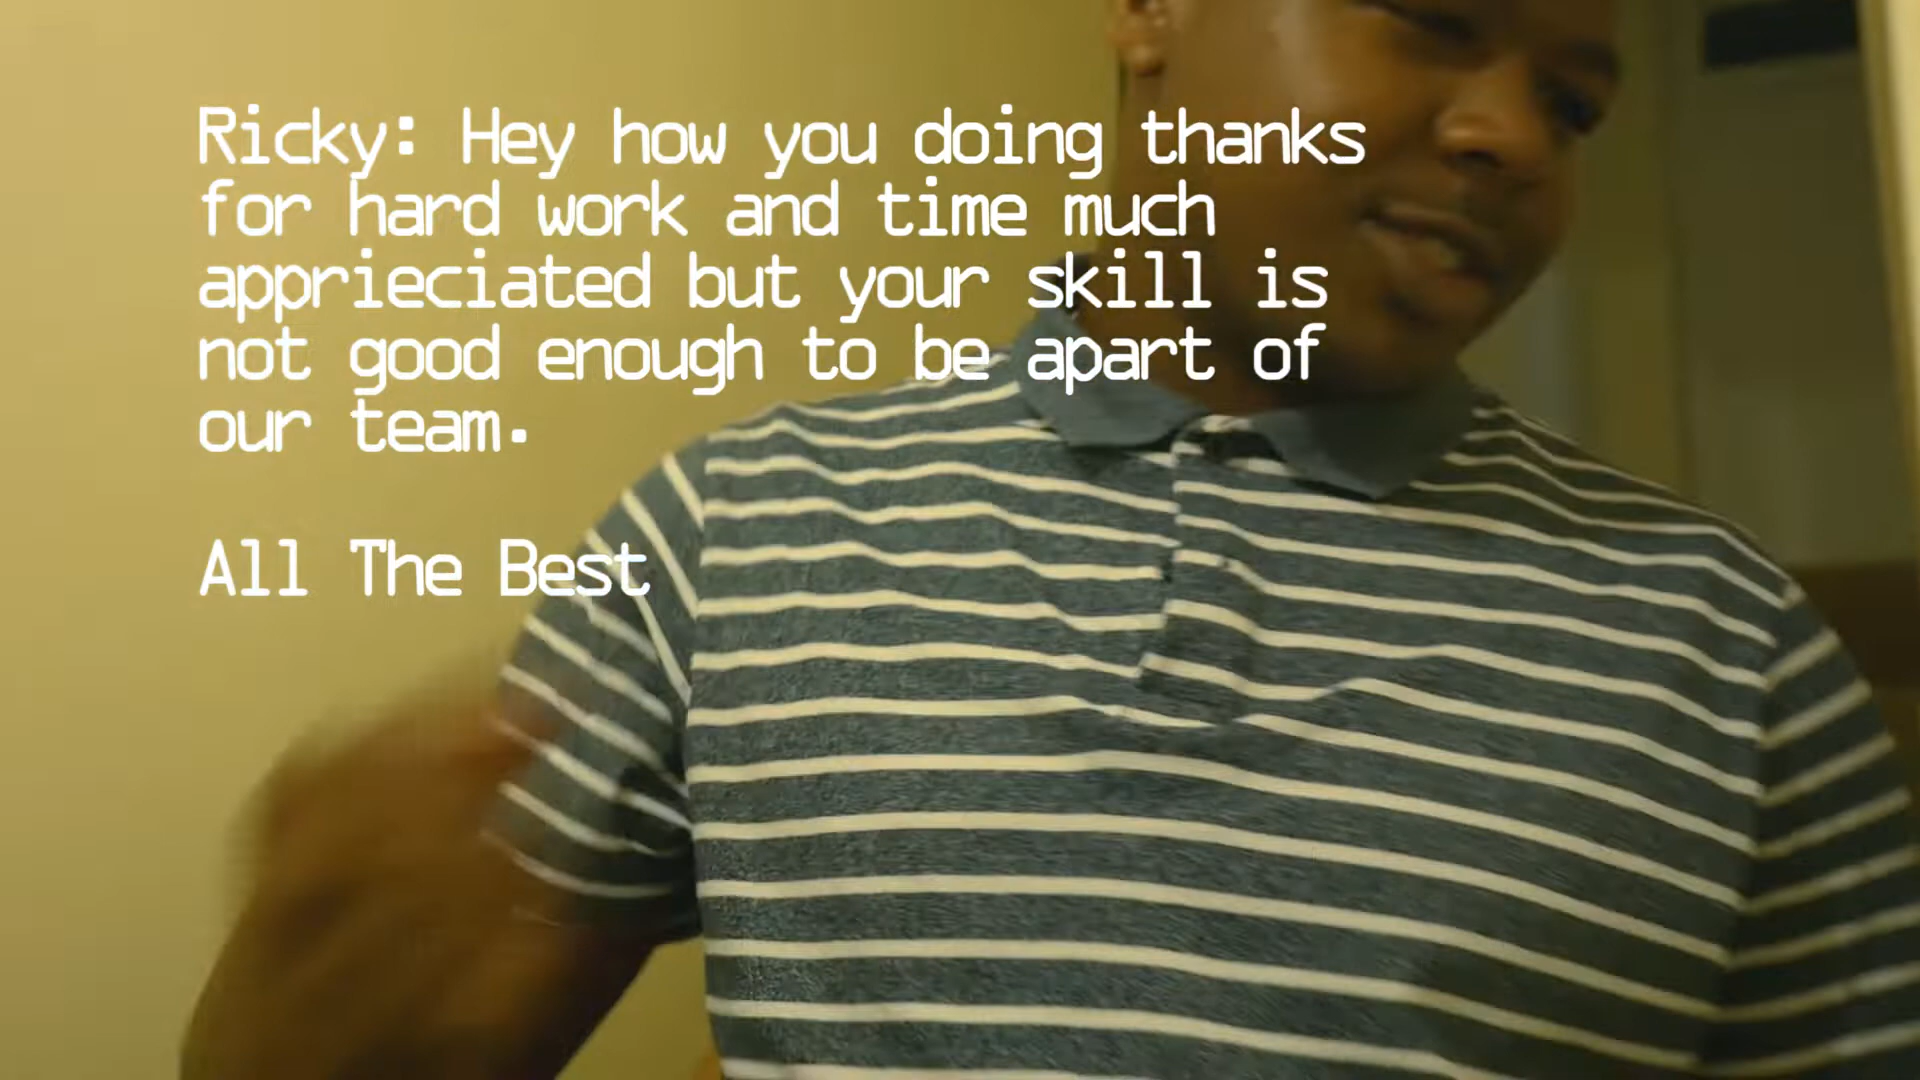 Ricky: Hey how you doing thanks
for hard work and time much
apprieciated but your skill is
not good enough to be apart of
our team.
All The Best